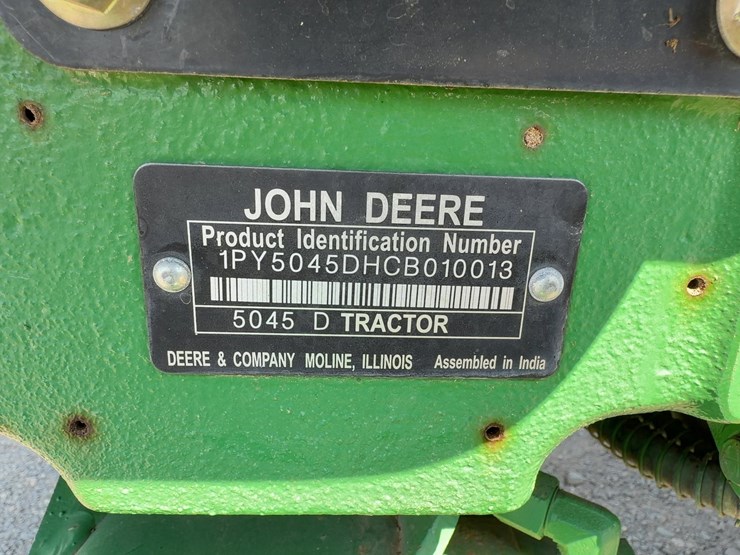 JOHN DEERE
Product Identification Number
1PY5045DHCB010013
5045 D TRACTOR
DEERE & COMPANY MOLINE, ILLINOIS Assembled in India